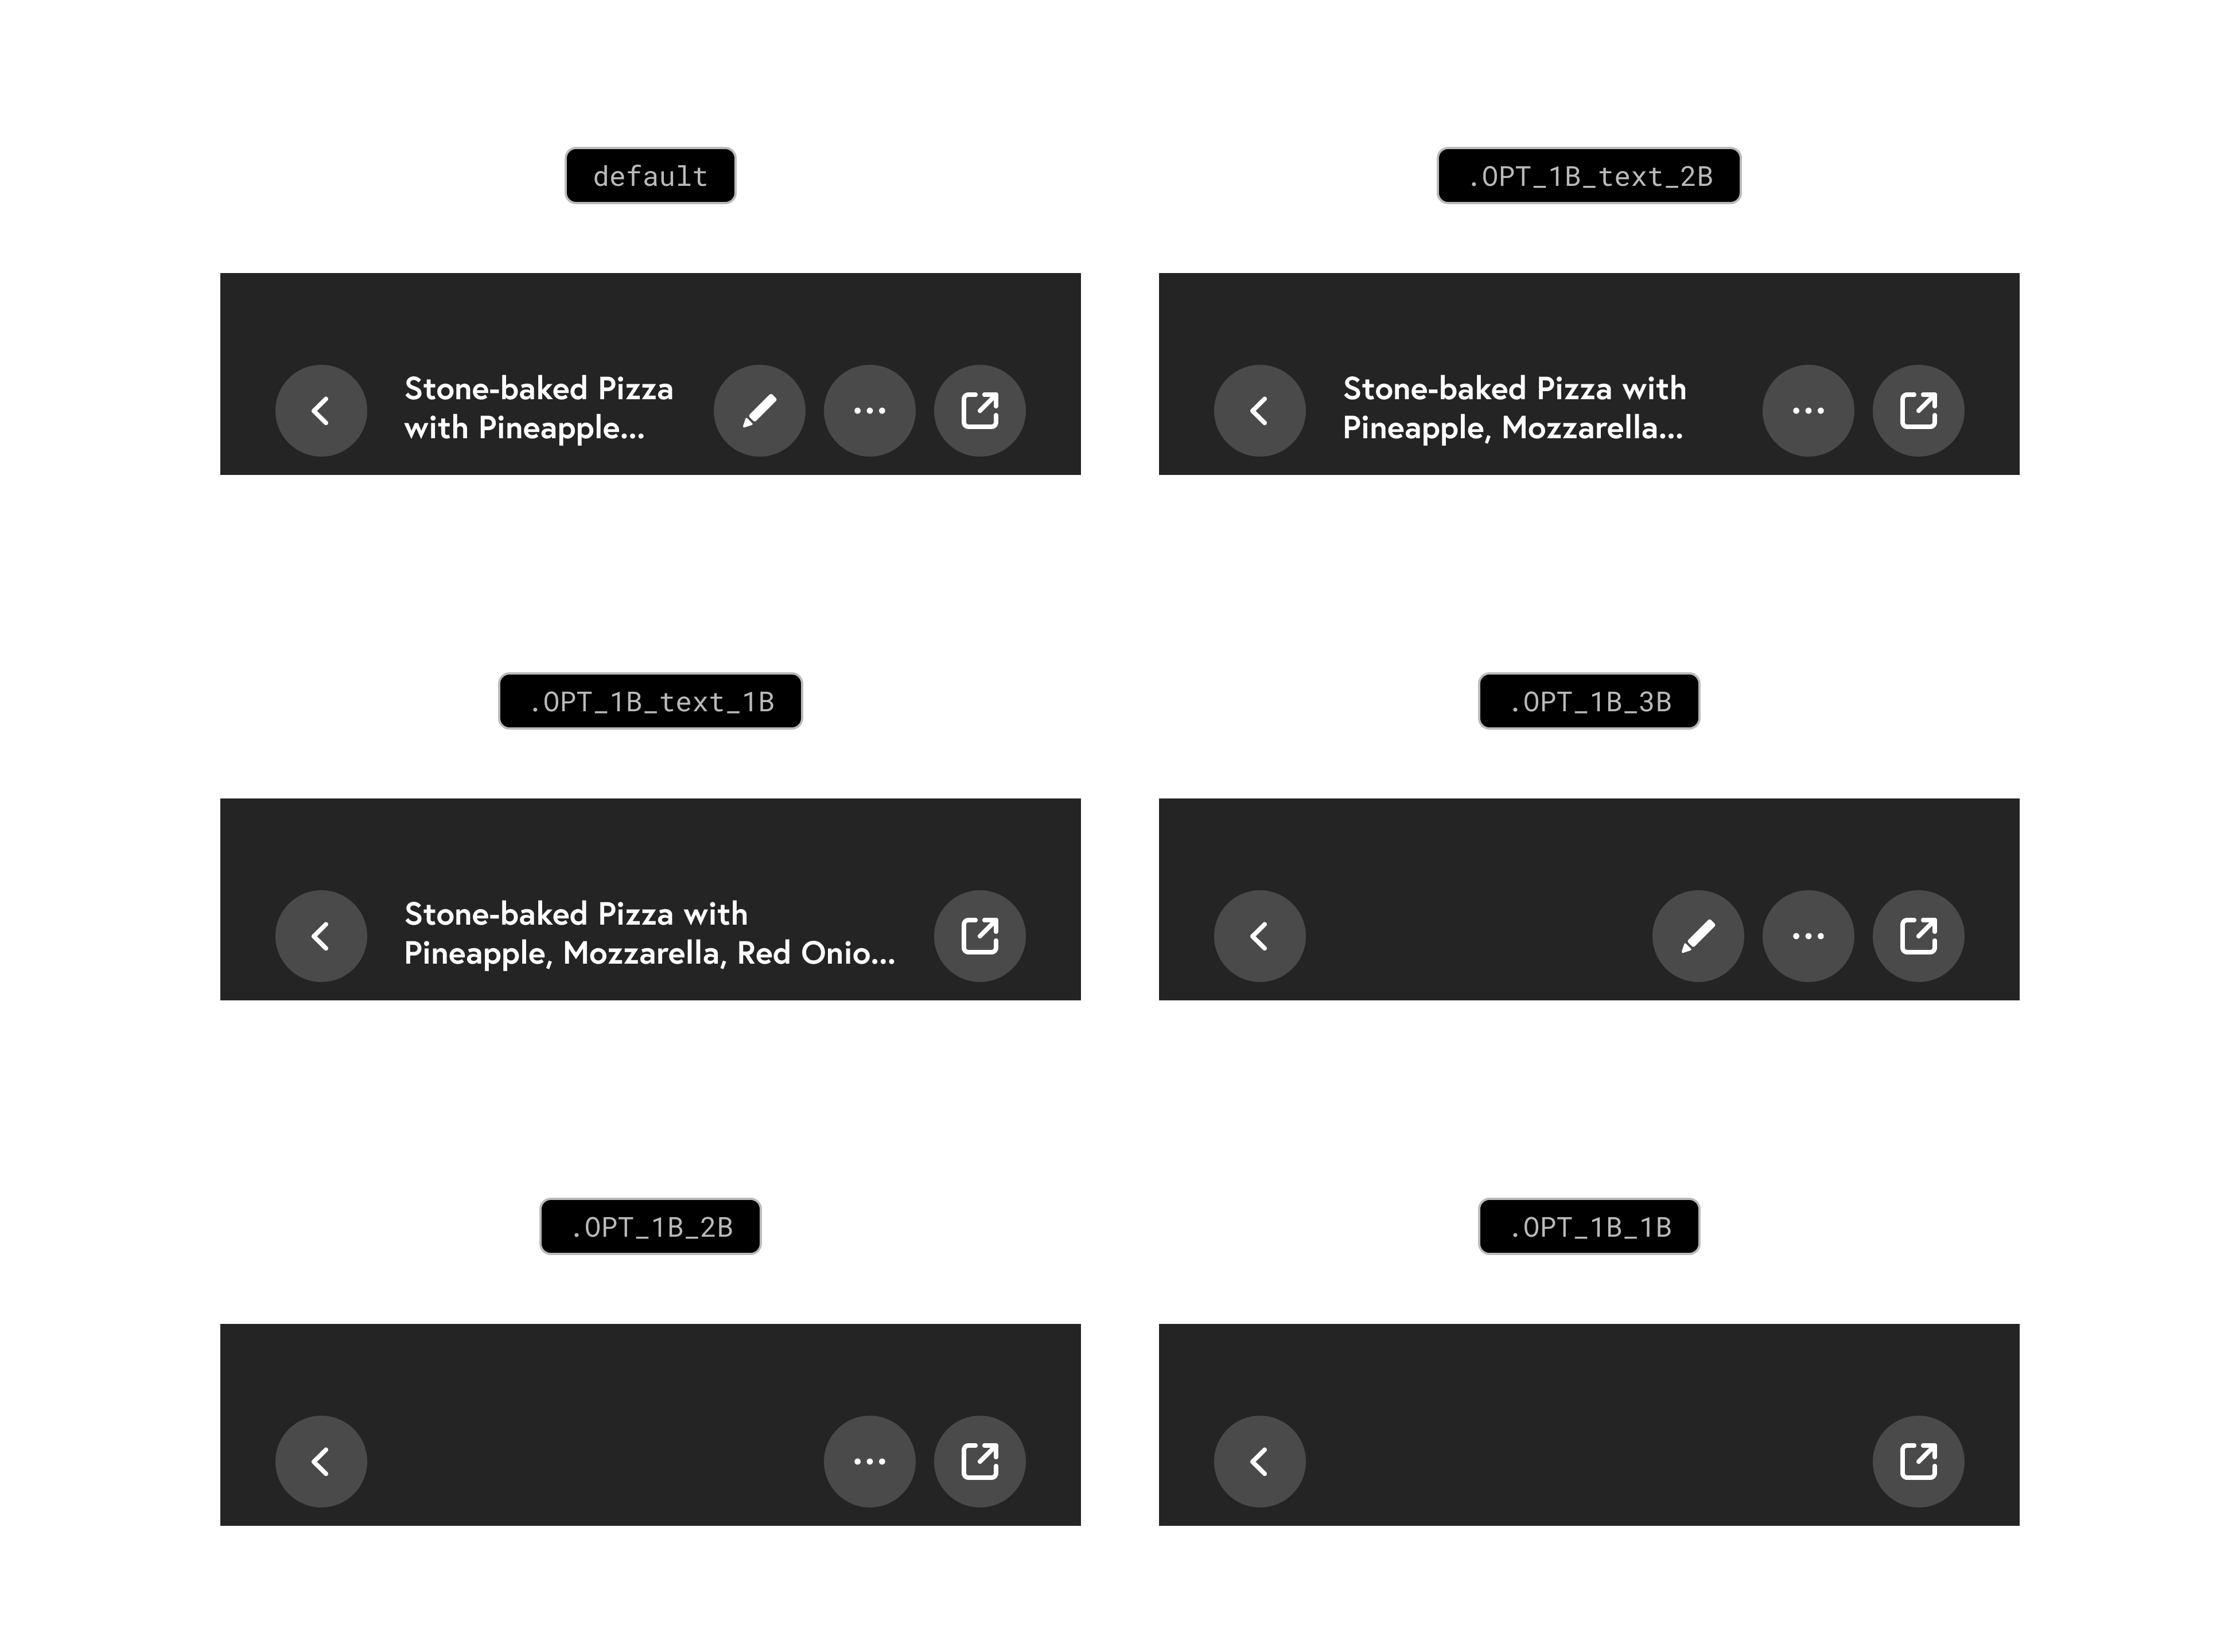 default
.OPT_1B_text_2B
Stone-baked Pizza
with Pineapple...
Stone-baked Pizza with
Pineapple, Mozzarella...
.OPT_1B_text_1B
.OPT_1B_3B
Stone-baked Pizza with
Pineapple, Mozzarella, Red Onio...
.OPT_1B_2B
.OPT_1B_1B